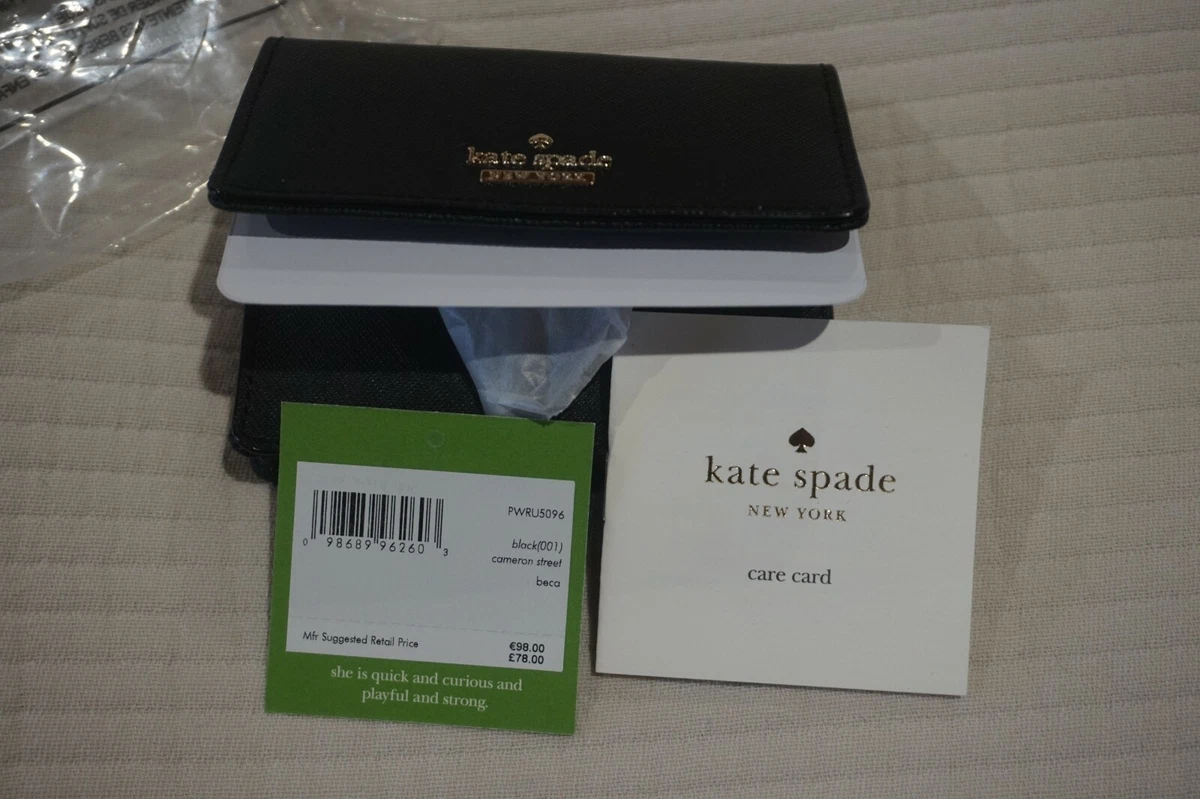 kate spade
NEW YORK
PWRU5096
0 98689 96260 3
black(001)
cameron street
beca
Mfr Suggested Retail Price
€98.00
£78.00
she is quick and curious and
playful and strong.
kate spade
NEW YORK
care card